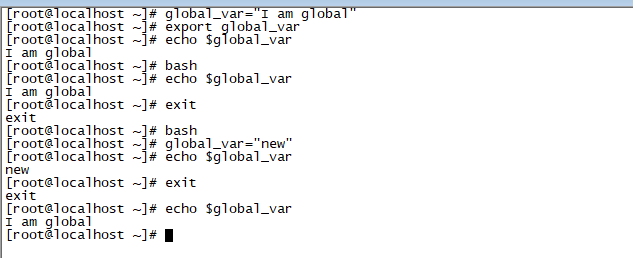 [root@localhost ~]# global_var="I am global"
[root@localhost ~]# export global_var
[root@localhost ~]# echo $global_var
I am global
[root@localhost ~]# bash
[root@localhost ~]# echo $global_var
I am global
[root@localhost ~]# exit
exit
[root@localhost ~]# bash
[root@localhost ~]# global_var="new"
[root@localhost ~]# echo $global_var
new
[root@localhost ~]# exit
exit
[root@localhost ~]# echo $global_var
I am global
[root@localhost ~]#